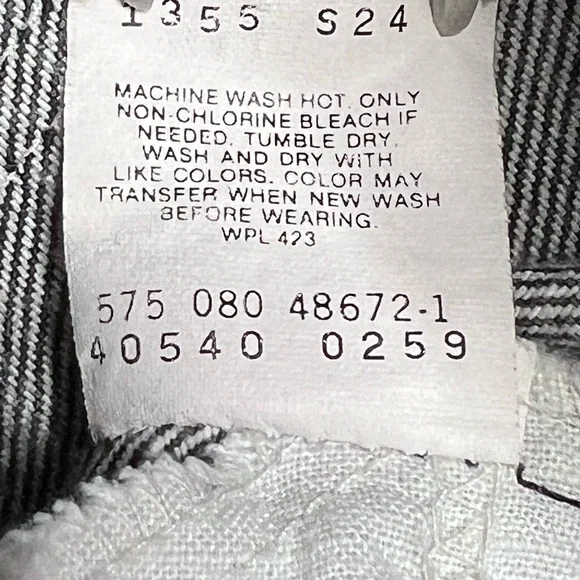 1355 S24
MACHINE WASH HOT. ONLY
NON-CHLORINE BLEACH IF
NEEDED. TUMBLE DRY.
WASH AND DRY WITH
LIKE COLORS. COLOR MAY
TRANSFER WHEN NEW WASH
BEFORE WEARING.
WPL 423
575 080 48672-1
40540 0259